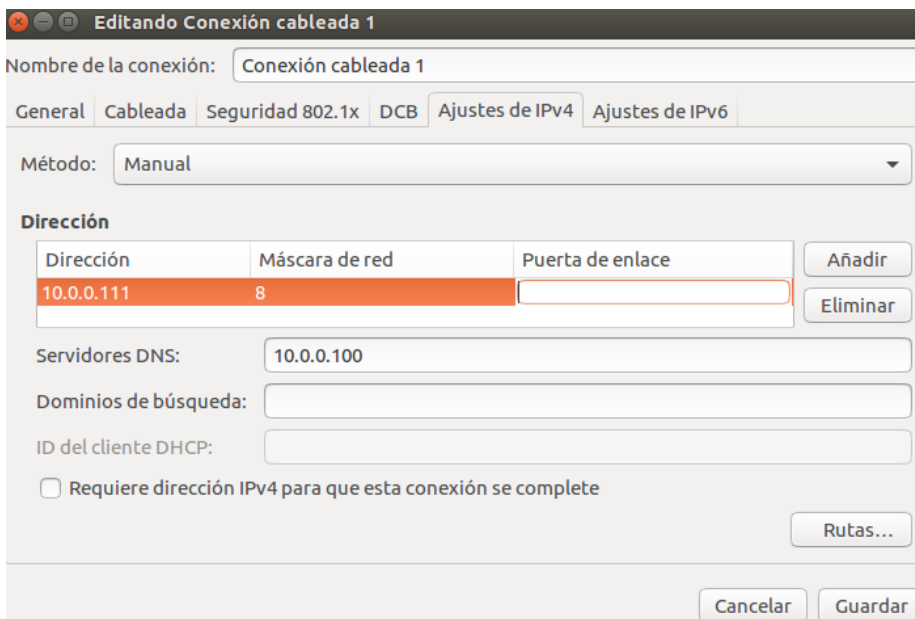 Editando Conexión cableada 1
Nombre de la conexión: Conexión cableada 1
General Cableada Seguridad 802.1x DCB Ajustes de IPv4 Ajustes de IPv6
Método: Manual
Dirección
Dirección Máscara de red Puerta de enlace Añadir
10.0.0.111 8 Eliminar
Servidores DNS: 10.0.0.100
Dominios de búsqueda:
ID del cliente DHCP:
Requiere dirección IPv4 para que esta conexión se complete
Rutas...
Cancelar Guardar